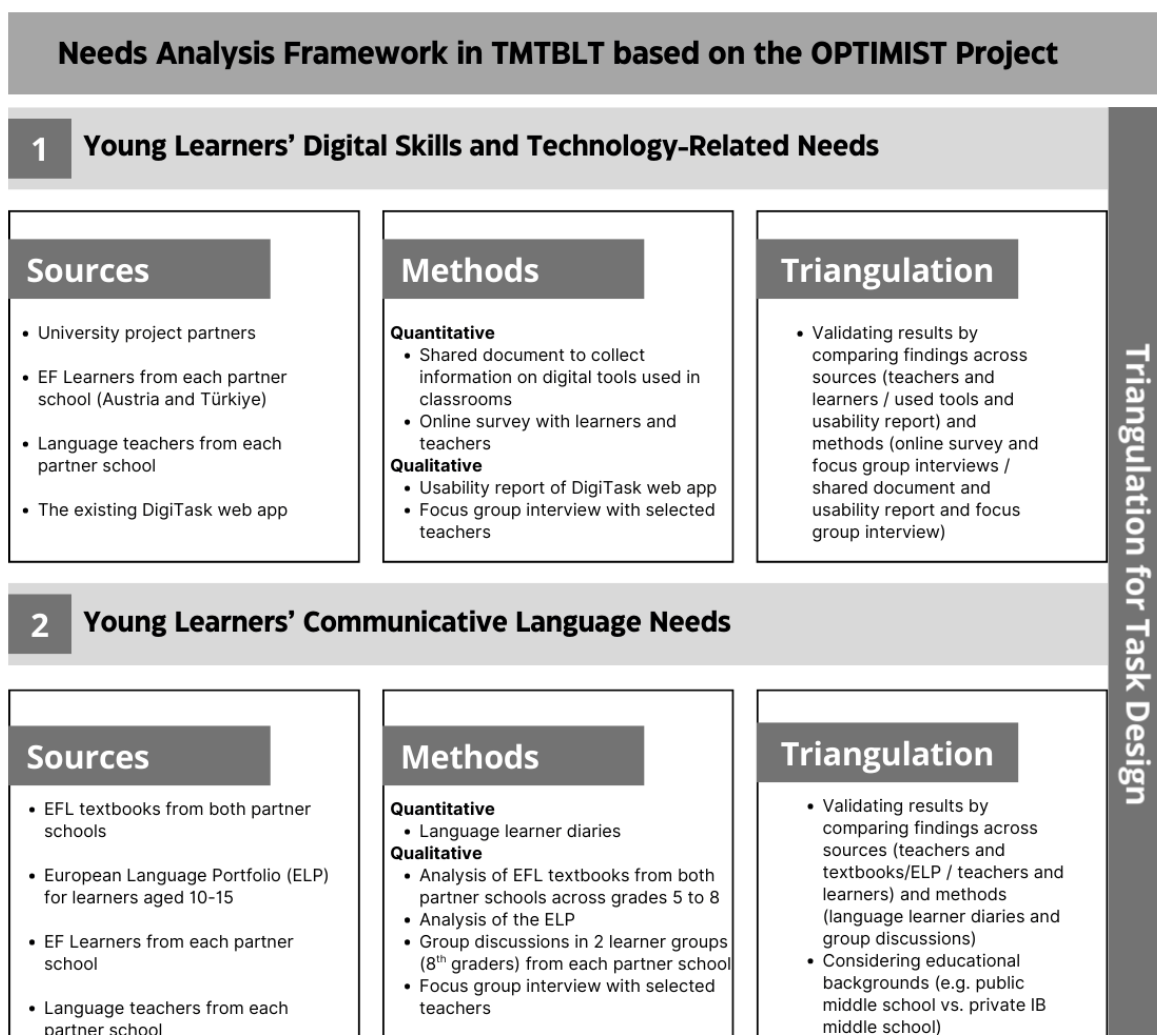 Needs Analysis Framework in TMTBLT based on the OPTIMIST Project
1
Young Learners’ Digital Skills and Technology-Related Needs
Sources
• University project partners
• EF Learners from each partner
school (Austria and Türkiye)
• Language teachers from each
partner school
• The existing DigiTask web app
Methods
Quantitative
• Shared document to collect
information on digital tools used in
classrooms
• Online survey with learners and
teachers
Qualitative
• Usability report of DigiTask web app
• Focus group interview with selected
teachers
Triangulation
• Validating results by
comparing findings across
sources (teachers and
learners / used tools and
usability report) and
methods (online survey and
focus group interviews /
shared document and
usability report and focus
group interview)
2
Young Learners’ Communicative Language Needs
Sources
• EFL textbooks from both partner
schools
• European Language Portfolio (ELP)
for learners aged 10-15
• EF Learners from each partner
school
• Language teachers from each
partner school
Methods
Quantitative
• Language learner diaries
Qualitative
• Analysis of EFL textbooks from both
partner schools across grades 5 to 8
• Analysis of the ELP
• Group discussions in 2 learner groups
(8th graders) from each partner school
• Focus group interview with selected
teachers
Triangulation
• Validating results by
comparing findings across
sources (teachers and
textbooks/ELP / teachers and
learners) and methods
(language learner diaries and
group discussions)
• Considering educational
backgrounds (e.g. public
middle school vs. private IB
middle school)
Triangulation for Task Design